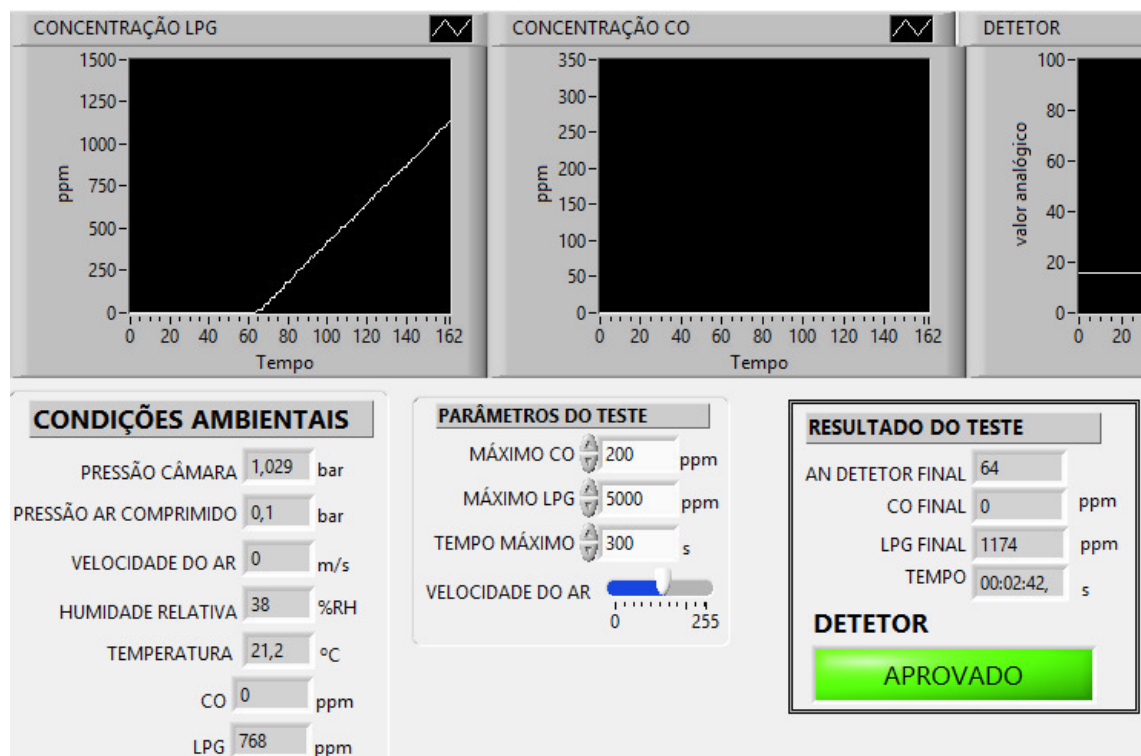 CONCENTRAÇÃO LPG
1500
1250
1000
750
500
250
0
ppm
0 20 40 60 80 100 120 140 162
Tempo
CONCENTRAÇÃO CO
350
300
250
200
150
100
50
0
ppm
0 20 40 60 80 100 120 140 162
Tempo
DETETOR
100
80
60
40
20
0
valor analógico
0 20
CONDIÇÕES AMBIENTAIS
PRESSÃO CÂMARA 1,029 bar
PRESSÃO AR COMPRIMIDO 0,1 bar
VELOCIDADE DO AR 0 m/s
HUMIDADE RELATIVA 38 %RH
TEMPERATURA 21,2 ºC
CO 0 ppm
LPG 768 ppm
PARÂMETROS DO TESTE
MÁXIMO CO 200 ppm
MÁXIMO LPG 5000 ppm
TEMPO MÁXIMO 300 s
VELOCIDADE DO AR
0 255
RESULTADO DO TESTE
AN DETETOR FINAL 64
CO FINAL 0 ppm
LPG FINAL 1174 ppm
TEMPO 00:02:42, s
DETETOR
APROVADO